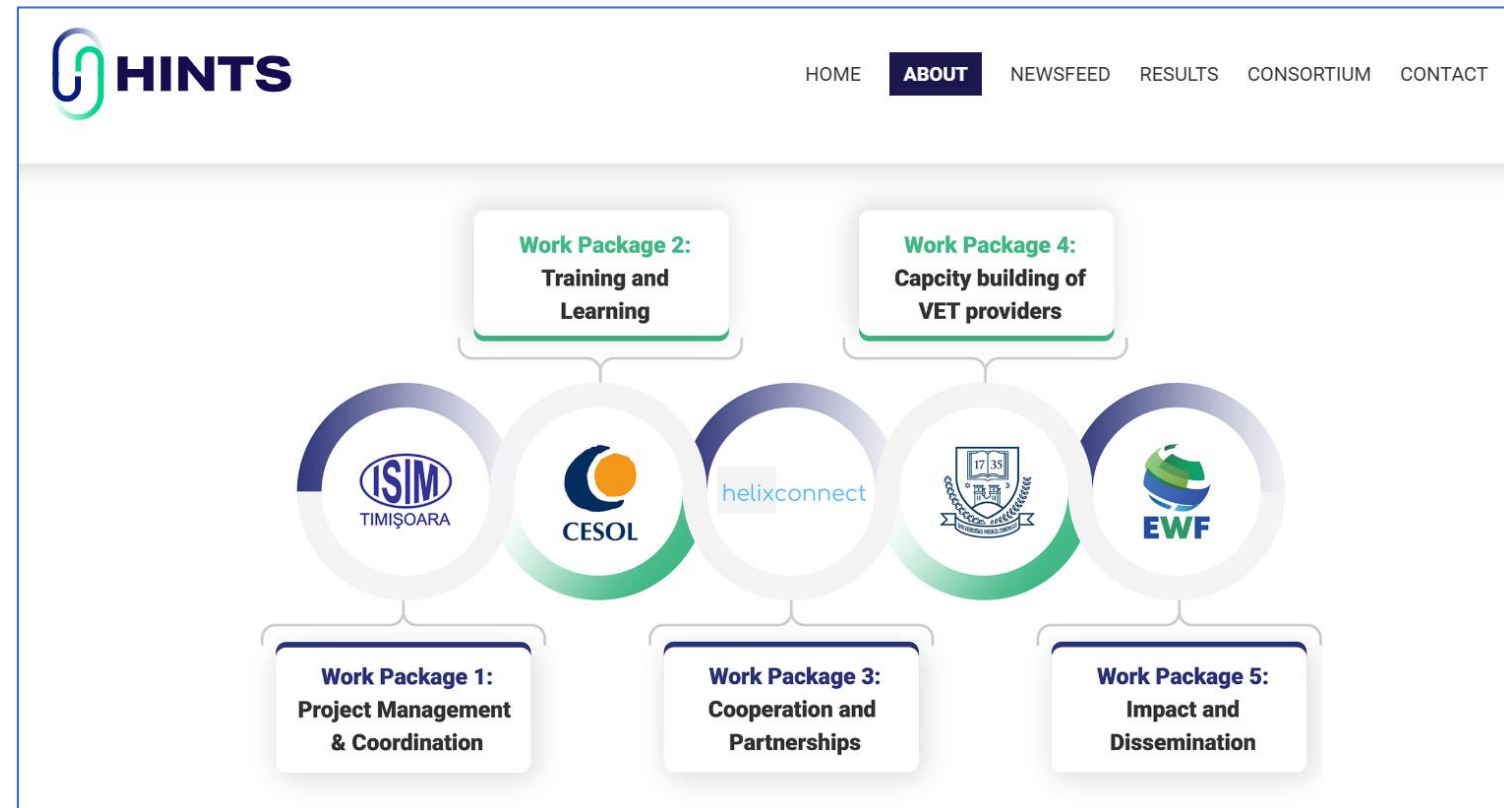 HINTS
HOME ABOUT NEWSFEED RESULTS CONSORTIUM CONTACT
Work Package 2:
Training and
Learning
Work Package 4:
Capcity building of
VET providers
ISIM
TIMIȘOARA
CESOL
helixconnect
17 35
EWF
Work Package 1:
Project Management
& Coordination
Work Package 3:
Cooperation and
Partnerships
Work Package 5:
Impact and
Dissemination